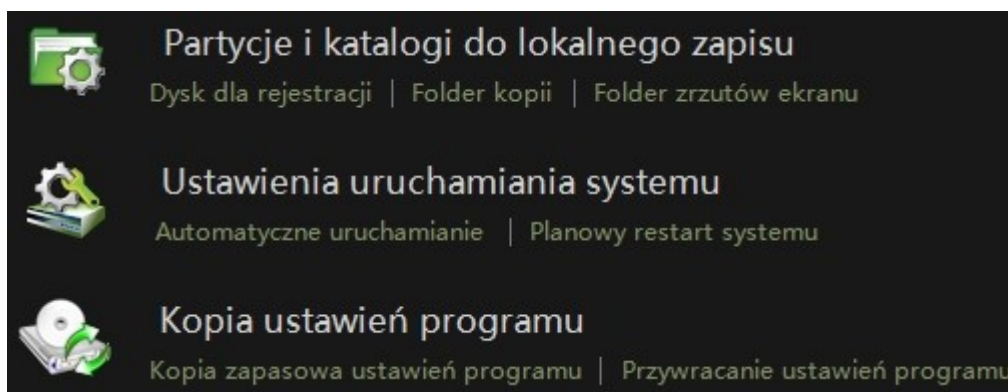 Partycje i katalogi do lokalnego zapisu
Dysk dla rejestracji | Folder kopii | Folder zrzutów ekranu
Ustawienia uruchamiania systemu
Automatyczne uruchamianie | Planowy restart systemu
Kopia ustawień programu
Kopia zapasowa ustawień programu | Przywracanie ustawień programu